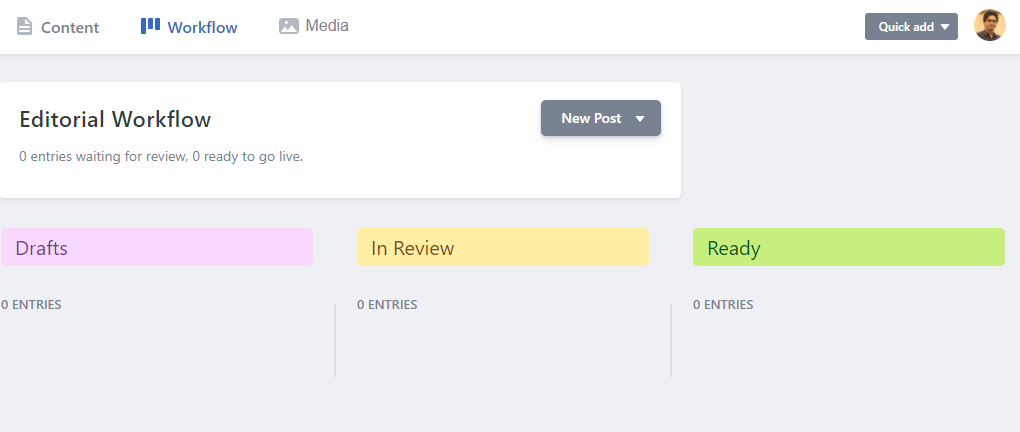 Content
Workflow
Media
Quick add
Editorial Workflow
New Post
0 entries waiting for review, 0 ready to go live.
Drafts
In Review
Ready
0 ENTRIES
0 ENTRIES
0 ENTRIES